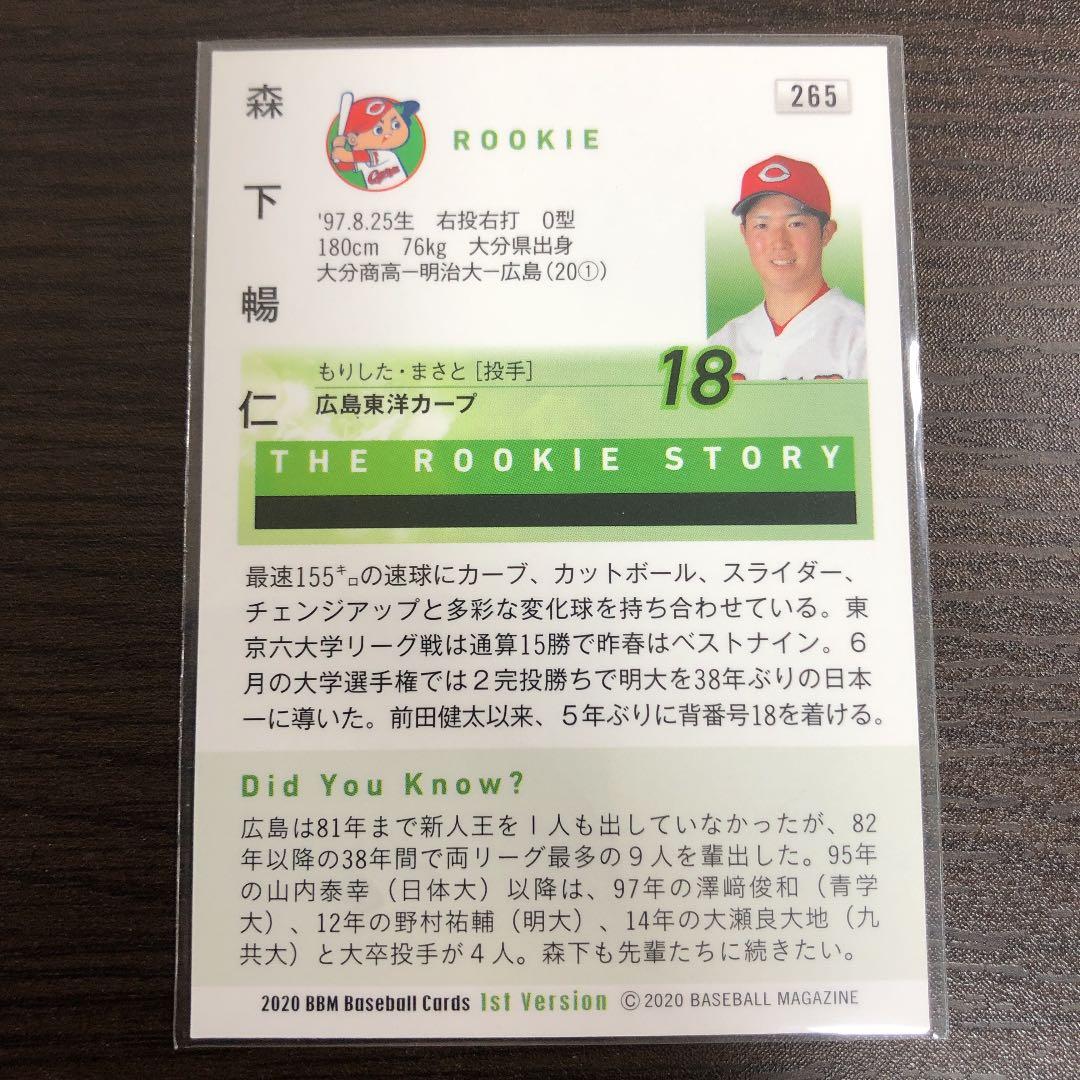 森下暢仁
ROOKIE
265
'97.8.25生 右投右打 O型
180cm 76kg 大分県出身
大分商高ー明治大ー広島(20①)
もりした・まさと[投手]
広島東洋カープ
18
THE ROOKIE STORY
最速155㌔の速球にカーブ、カットボール、スライダー、
チェンジアップと多彩な変化球を持ち合わせている。東
京六大学リーグ戦は通算15勝で昨春はベストナイン。6
月の大学選手権では2完投勝ちで明大を38年ぶりの日本
一に導いた。前田健太以来、5年ぶりに背番号18を着ける。
Did You Know?
広島は81年まで新人王を1人も出していなかったが、82
年以降の38年間で両リーグ最多の9人を輩出した。95年
の山内泰幸(日体大)以降は、97年の澤﨑俊和(青学
大)、12年の野村祐輔(明大)、14年の大瀬良大地(九
共大)と大卒投手が4人。森下も先輩たちに続きたい。
2020 BBM Baseball Cards 1st Version ©2020 BASEBALL MAGAZINE